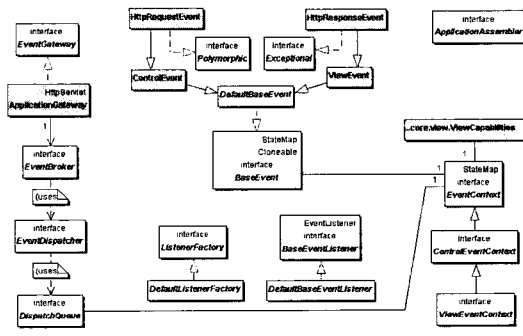 HttpRequestEvent
HttpResponseEvent
interface
EventGateway
interface
Polymorphic
interface
Exceptional
interface
ApplicationAssembler
HttpServlet
ApplicationGateway
ControlEvent
ViewEvent
DefaultBaseEvent
1
interface
EventBroker
StateMap
Cloneable
interface
BaseEvent
..core.view.ViewCapabilities
1
1
1
StateMap
interface
EventContext
(uses)
interface
EventDispatcher
interface
ListenerFactory
EventListener
interface
BaseEventListener
interface
ControlEventContext
(uses)
DefaultListenerFactory
DefaultBaseEventListener
interface
DispatchQueue
interface
ViewEventContext